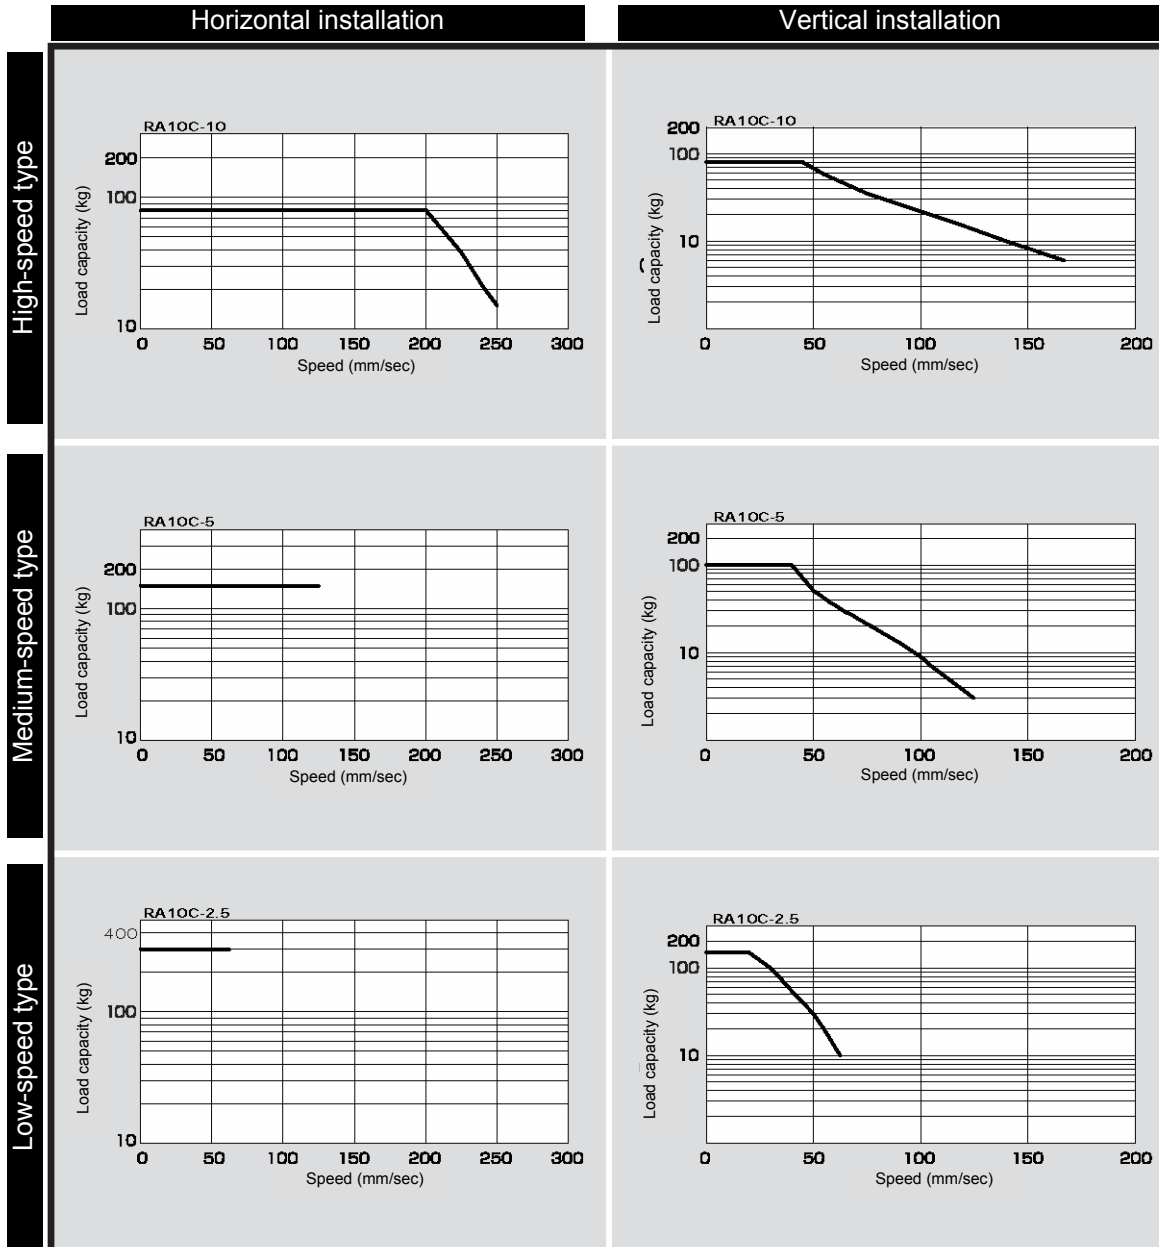 Horizontal installation
Vertical installation
High-speed type
RA10C-10
200
100
10
Load capacity (kg)
0 50 100 150 200 250 300
Speed (mm/sec)
RA10C-10
200
100
10
Load capacity (kg)
0 50 100 150 200
Speed (mm/sec)
Medium-speed type
RA10C-5
200
100
10
Load capacity (kg)
0 50 100 150 200 250 300
Speed (mm/sec)
RA10C-5
200
100
10
Load capacity (kg)
0 50 100 150 200
Speed (mm/sec)
Low-speed type
RA10C-2.5
400
100
10
Load capacity (kg)
0 50 100 150 200 250 300
Speed (mm/sec)
RA10C-2.5
200
100
10
Load capacity (kg)
0 50 100 150 200
Speed (mm/sec)